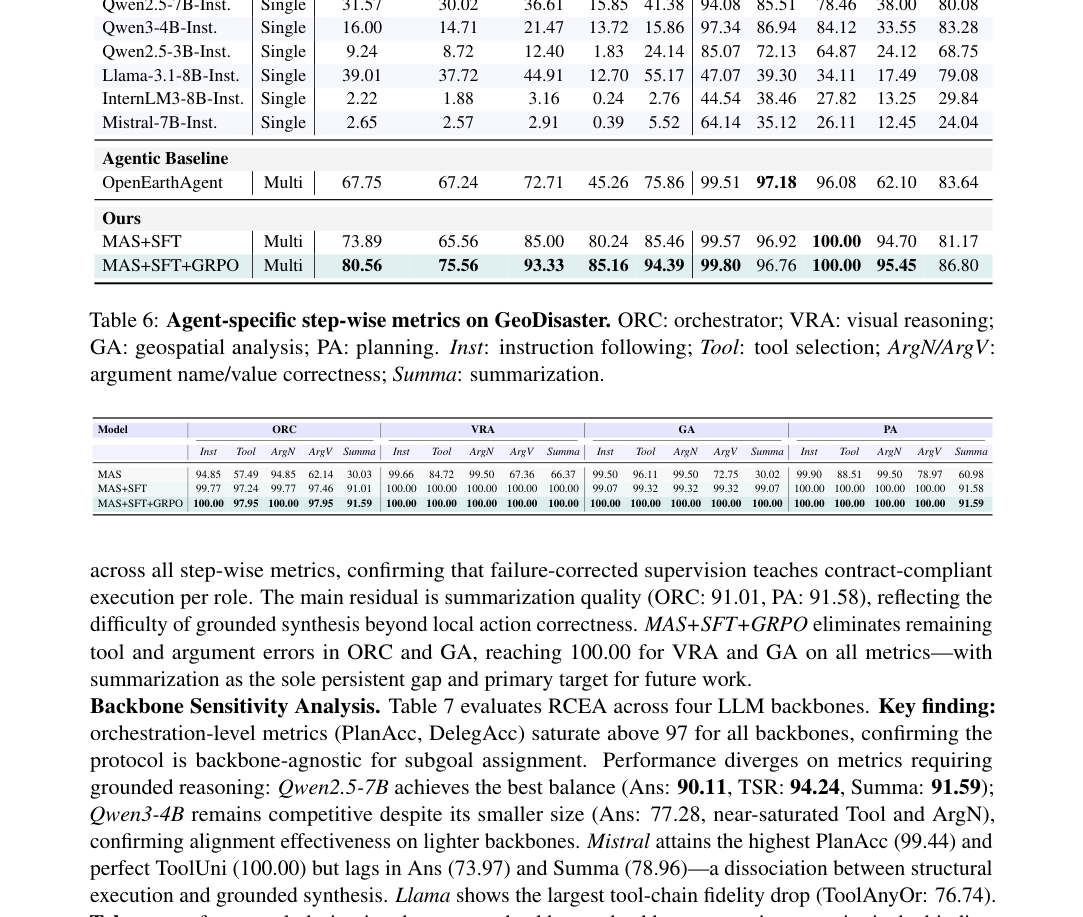 Qwen2.5-7B-Inst. Single 31.57 30.02 36.61 15.85 41.38 94.08 85.51 78.46 38.00 80.08
Qwen3-4B-Inst. Single 16.00 14.71 21.47 13.72 15.86 97.34 86.94 84.12 33.55 83.28
Qwen2.5-3B-Inst. Single 9.24 8.72 12.40 1.83 24.14 85.07 72.13 64.87 24.12 68.75
Llama-3.1-8B-Inst. Single 39.01 37.72 44.91 12.70 55.17 47.07 39.30 34.11 17.49 79.08
InternLM3-8B-Inst. Single 2.22 1.88 3.16 0.24 2.76 44.54 38.46 27.82 13.25 29.84
Mistral-7B-Inst. Single 2.65 2.57 2.91 0.39 5.52 64.14 35.12 26.11 12.45 24.04
Agentic Baseline
OpenEarthAgent Multi 67.75 67.24 72.71 45.26 75.86 99.51 97.18 96.08 62.10 83.64
Ours
MAS+SFT Multi 73.89 65.56 85.00 80.24 85.46 99.57 96.92 100.00 94.70 81.17
MAS+SFT+GRPO Multi 80.56 75.56 93.33 85.16 94.39 99.80 96.76 100.00 95.45 86.80
Table 6: Agent-specific step-wise metrics on GeoDisaster. ORC: orchestrator; VRA: visual reasoning;
GA: geospatial analysis; PA: planning. Inst: instruction following; Tool: tool selection; ArgN/ArgV:
argument name/value correctness; Summa: summarization.
Model ORC VRA GA PA
Inst Tool ArgN ArgV Summa Inst Tool ArgN ArgV Summa Inst Tool ArgN ArgV Summa Inst Tool ArgN ArgV Summa
MAS 94.85 57.49 94.85 62.14 30.03 99.66 84.72 99.50 67.36 66.37 99.50 96.11 99.50 72.75 30.02 99.90 88.51 99.50 78.97 60.98
MAS+SFT 99.77 97.24 99.77 97.46 91.01 100.00 100.00 100.00 100.00 100.00 99.07 99.32 99.32 99.32 99.07 100.00 100.00 100.00 100.00 91.58
MAS+SFT+GRPO 100.00 97.95 100.00 97.95 91.59 100.00 100.00 100.00 100.00 100.00 100.00 100.00 100.00 100.00 100.00 100.00 100.00 100.00 100.00 91.59
across all step-wise metrics, confirming that failure-corrected supervision teaches contract-compliant
execution per role. The main residual is summarization quality (ORC: 91.01, PA: 91.58), reflecting the
difficulty of grounded synthesis beyond local action correctness. MAS+SFT+GRPO eliminates remaining
tool and argument errors in ORC and GA, reaching 100.00 for VRA and GA on all metrics—with
summarization as the sole persistent gap and primary target for future work.
Backbone Sensitivity Analysis. Table 7 evaluates RCEA across four LLM backbones. Key finding:
orchestration-level metrics (PlanAcc, DelegAcc) saturate above 97 for all backbones, confirming the
protocol is backbone-agnostic for subgoal assignment. Performance diverges on metrics requiring
grounded reasoning: Qwen2.5-7B achieves the best balance (Ans: 90.11, TSR: 94.24, Summa: 91.59);
Qwen3-4B remains competitive despite its smaller size (Ans: 77.28, near-saturated Tool and ArgN),
confirming alignment effectiveness on lighter backbones. Mistral attains the highest PlanAcc (99.44) and
perfect ToolUni (100.00) but lags in Ans (73.97) and Summa (78.96)—a dissociation between structural
execution and grounded synthesis. Llama shows the largest tool-chain fidelity drop (ToolAnyOr: 76.74).